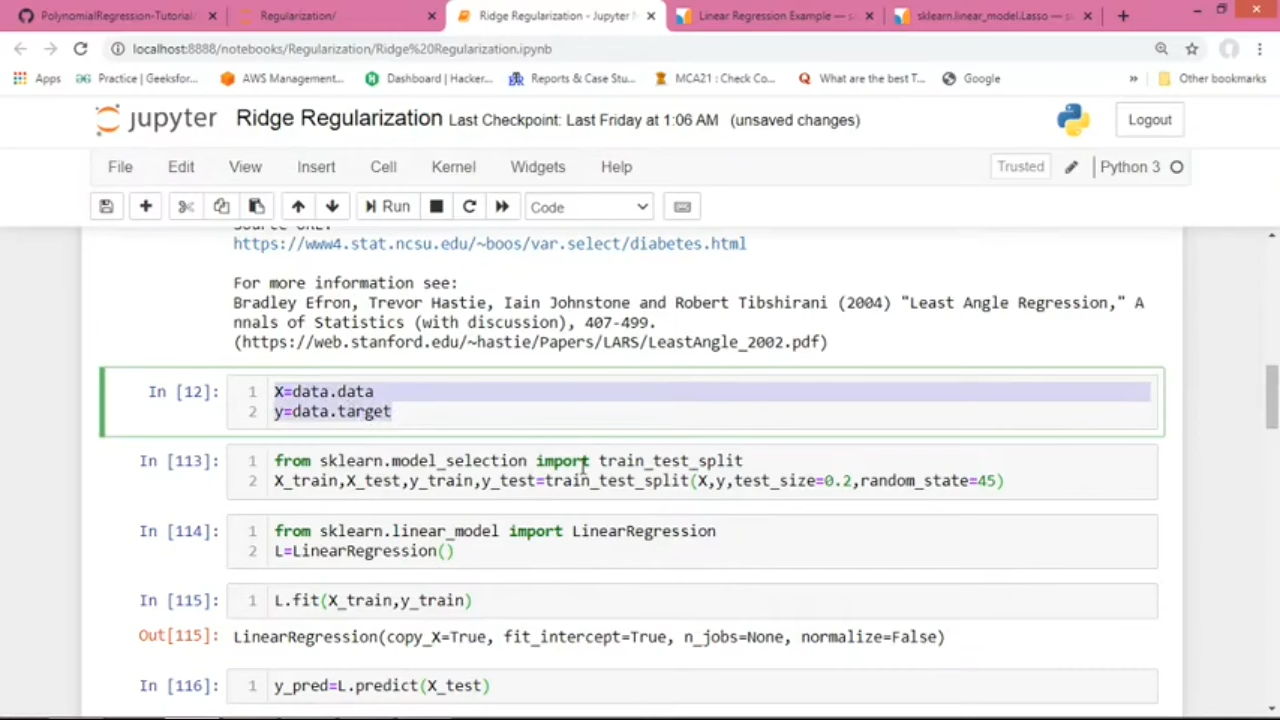 PolynomialRegression-Tutorial
Regularization/
Ridge Regularization - Jupyter
Linear Regression Example —
sklearn.linear_model.Lasso —
localhost:8888/notebooks/Regularization/Ridge%20Regularization.ipynb
Apps
Practice | Geeksfor...
AWS Management...
Dashboard | Hacker...
Reports & Case Stu...
MCA21 : Check Co...
What are the best T...
Google
»
Other bookmarks
jupyter Ridge Regularization Last Checkpoint: Last Friday at 1:06 AM (unsaved changes)
Logout
File Edit View Insert Cell Kernel Widgets Help
Trusted
Python 3
Run
Code
Source URL:
https://www4.stat.ncsu.edu/~boos/var.select/diabetes.html
For more information see:
Bradley Efron, Trevor Hastie, Iain Johnstone and Robert Tibshirani (2004) "Least Angle Regression," A
nnals of Statistics (with discussion), 407-499.
(https://web.stanford.edu/~hastie/Papers/LARS/LeastAngle_2002.pdf)
In [12]: 1 X=data.data
2 y=data.target
In [113]: 1 from sklearn.model_selection import train_test_split
2 X_train,X_test,y_train,y_test=train_test_split(X,y,test_size=0.2,random_state=45)
In [114]: 1 from sklearn.linear_model import LinearRegression
2 L=LinearRegression()
In [115]: 1 L.fit(X_train,y_train)
Out[115]: LinearRegression(copy_X=True, fit_intercept=True, n_jobs=None, normalize=False)
In [116]: 1 y_pred=L.predict(X_test)